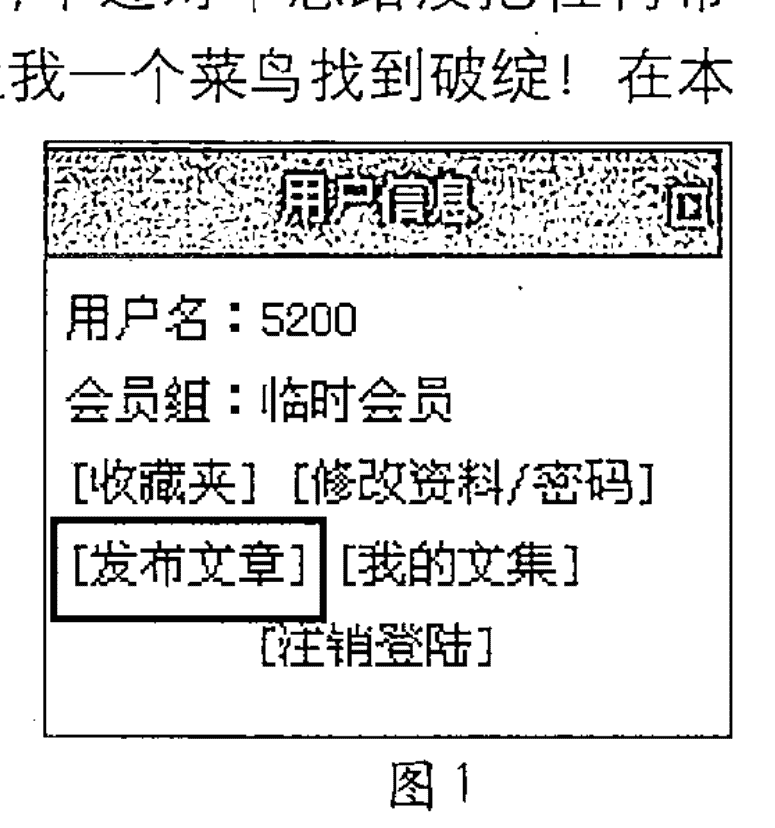 我一个菜鸟找到破绽！在本
用户信息
用户名：5200
会员组：临时会员
[收藏夹] [修改资料/密码]
[发布文章] [我的文集]
[注销登陆]
图 1